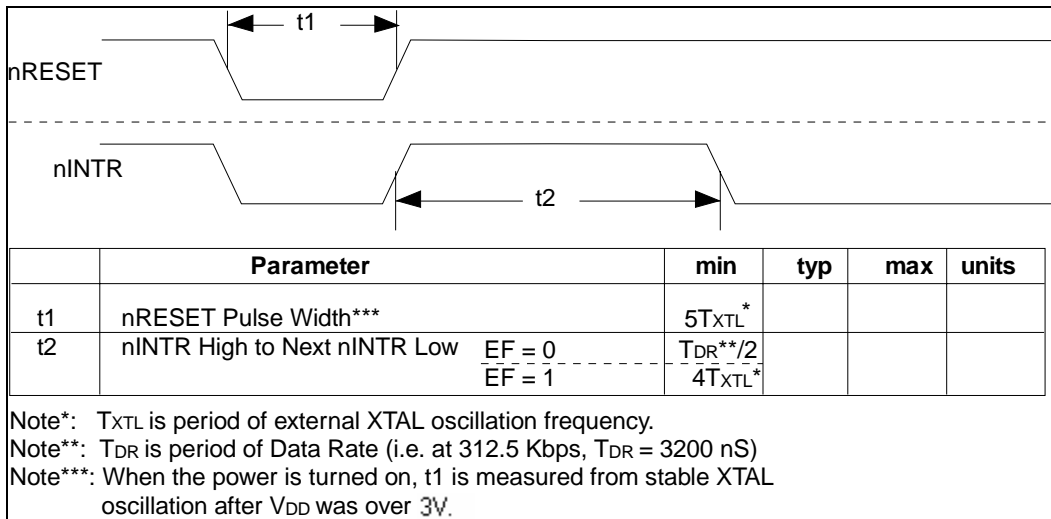 t1
nRESET
nINTR
t2
Parameter min typ max units
t1 nRESET Pulse Width*** 5TXTL*
t2 nINTR High to Next nINTR Low EF = 0 TDR**/2
EF = 1 4TXTL*
Note*: TXTL is period of external XTAL oscillation frequency.
Note**: TDR is period of Data Rate (i.e. at 312.5 Kbps, TDR = 3200 nS)
Note***: When the power is turned on, t1 is measured from stable XTAL
oscillation after VDD was over 3V.